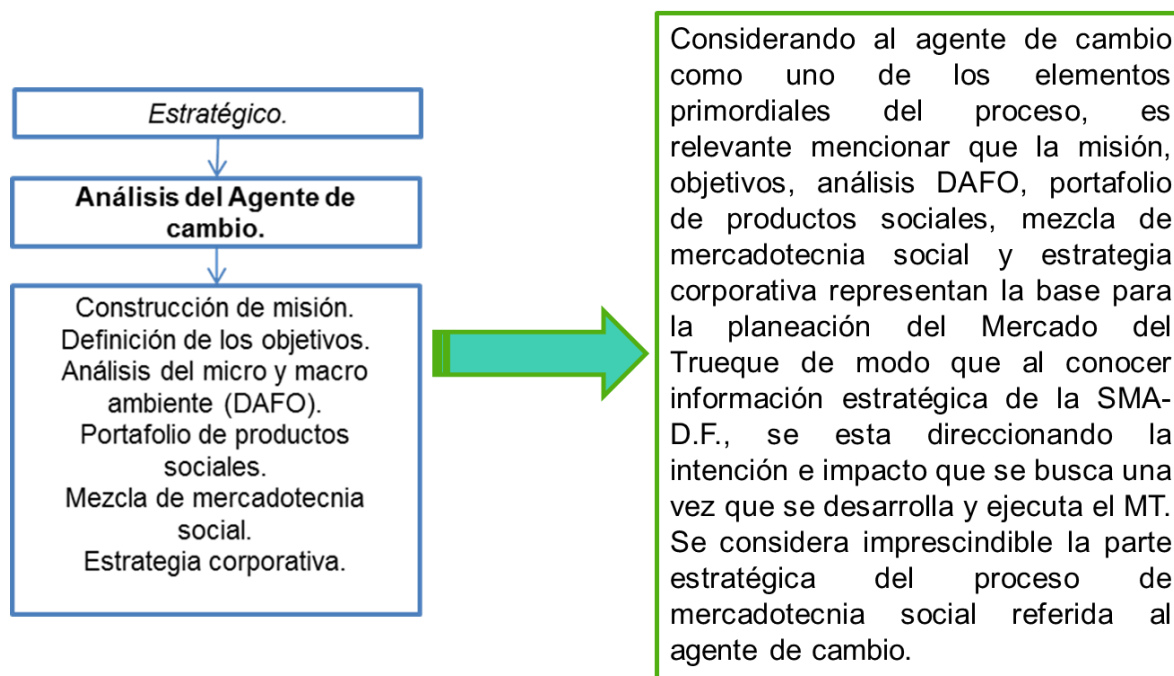 Estratégico.
Análisis del Agente de
cambio.
Construcción de misión.
Definición de los objetivos.
Análisis del micro y macro
ambiente (DAFO).
Portafolio de productos
sociales.
Mezcla de mercadotecnia
social.
Estrategia corporativa.
Considerando al agente de cambio
como uno de los elementos
primordiales del proceso, es
relevante mencionar que la misión,
objetivos, análisis DAFO, portafolio
de productos sociales, mezcla de
mercadotecnia social y estrategia
corporativa representan la base para
la planeación del Mercado del
Trueque de modo que al conocer
información estratégica de la SMA-
D.F., se esta direccionando la
intención e impacto que se busca una
vez que se desarrolla y ejecuta el MT.
Se considera imprescindible la parte
estratégica del proceso de
mercadotecnia social referida al
agente de cambio.